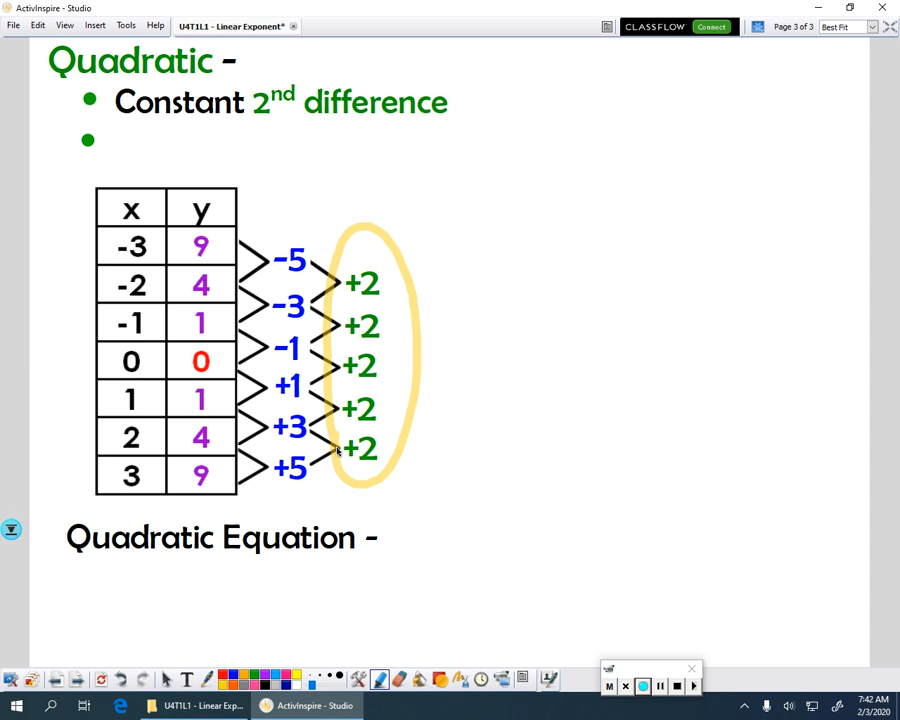 ActivInspire - Studio
File Edit View Insert Tools Help U4T1L1 - Linear Exponent* CLASSFLOW Connect Page 3 of 3 Best Fit
Quadratic -
• Constant 2nd difference
•
x y
-3 9
-5
+2
-2 4
-3
+2
-1 1
-1
+2
0 0
+1
+2
1 1
+3
+2
2 4
+5
3 9
Quadratic Equation -
M
U4T1L1 - Linear Exp... ActivInspire - Studio 7:42 AM
2/3/2020